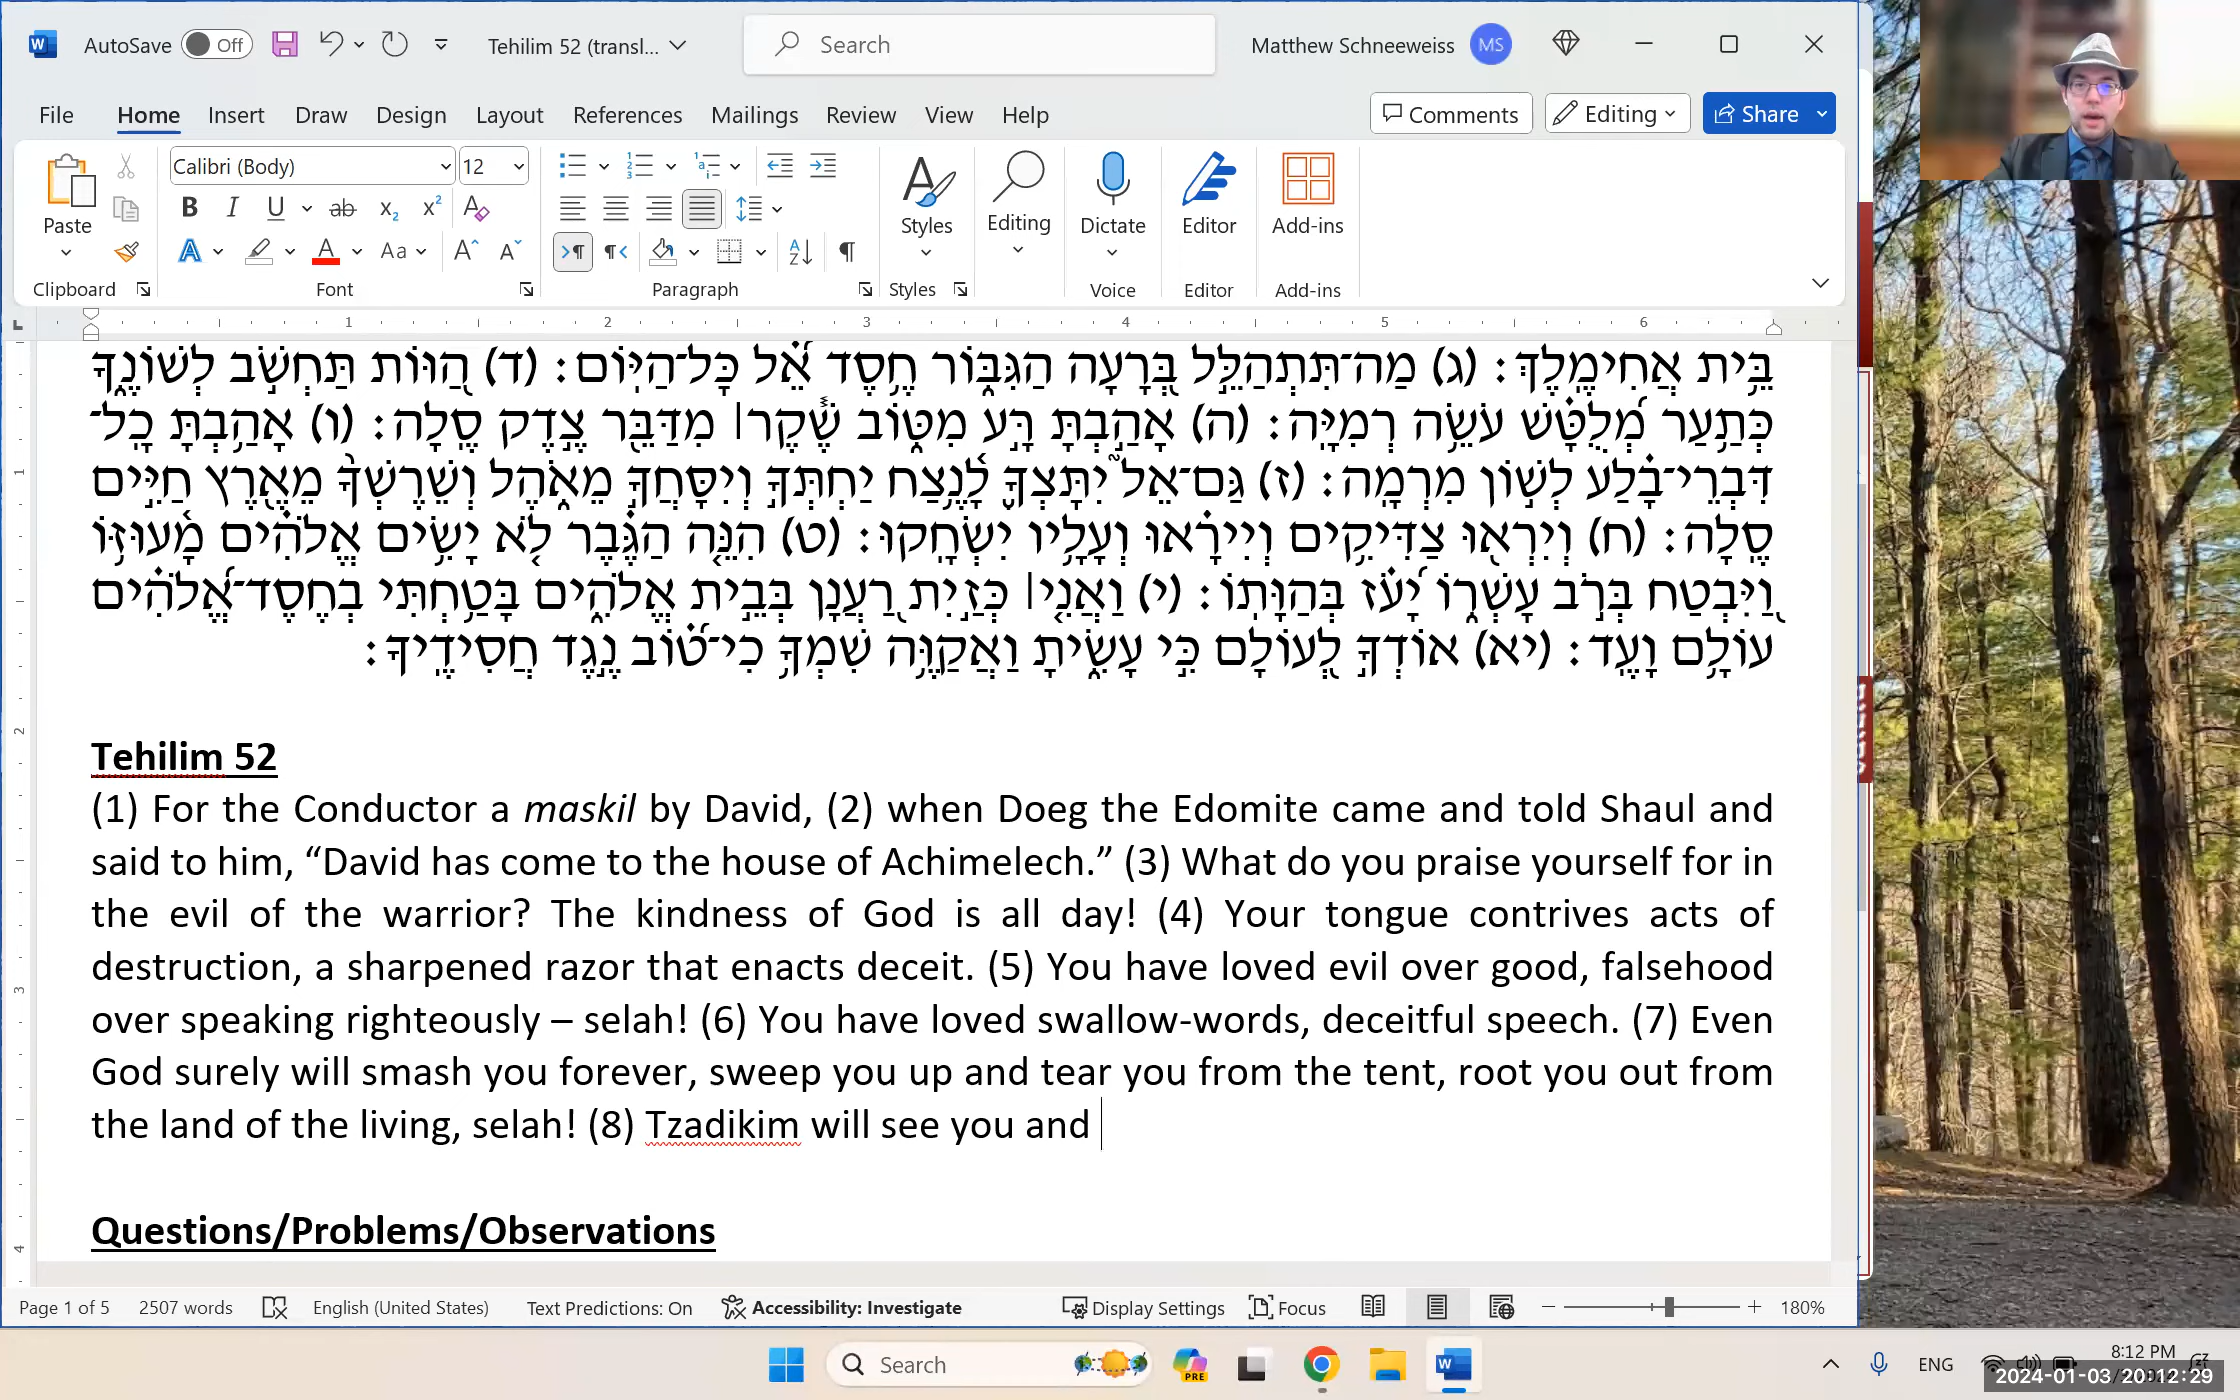 AutoSave Off Tehilim 52 (transl... Search Matthew Schneeweiss MS
File Home Insert Draw Design Layout References Mailings Review View Help Comments Editing Share
Calibri (Body) 12
Paste Styles Editing Dictate Editor Add-ins
Clipboard Font Paragraph Styles Voice Editor Add-ins
1 2 3 4 5 6
בֵּית אֲחִימֶלֶךְ: (ג) מַה־תִּתְהַלֵּל בְּרָעָה הַגִּבּוֹר חֶסֶד אֵל כָּל־הַיּוֹם: (ד) הַוּוֹת תַּחְשֹׁב לְשׁוֹנֶךָ
כְּתַעַר מְלֻטָּשׁ עֹשֵׂה רְמִיָּה: (ה) אָהַבְתָּ רָּע מִטּוֹב שֶׁקֶר׀ מִדַּבֵּר צֶדֶק סֶלָה: (ו) אָהַבְתָּ כָל־
דִּבְרֵי־בָלַע לְשׁוֹן מִרְמָה: (ז) גַּם־אֵל יִתָּצְךָ לָנֶצַח יַחְתְּךָ וְיִסָּחֲךָ מֵאֹהֶל וְשֵׁרֶשְׁךָ מֵאֶרֶץ חַיִּים
סֶלָה: (ח) וְיִרְאוּ צַדִּיקִים וְיִירָאוּ וְעָלָיו יִשְׂחָקוּ: (ט) הִנֵּה הַגֶּבֶר לֹא יָשִׂים אֱלֹהִים מָעוּזּוֹ
וַיִּבְטַח בְּרֹב עָשְׁרוֹ יָעֹז בְּהַוָּתוֹ: (י) וַאֲנִי׀ כְּזַיִת רַעֲנָן בְּבֵית אֱלֹהִים בָּטַחְתִּי בְחֶסֶד־אֱלֹהִים
עוֹלָם וָעֶד: (יא) אוֹדְךָ לְעוֹלָם כִּי עָשִׂיתָ וַאֲקַוֶּה שִׁמְךָ כִי־טוֹב נֶגֶד חֲסִידֶיךָ:
Tehilim 52
(1) For the Conductor a maskil by David, (2) when Doeg the Edomite came and told Shaul and
said to him, “David has come to the house of Achimelech.” (3) What do you praise yourself for in
the evil of the warrior? The kindness of God is all day! (4) Your tongue contrives acts of
destruction, a sharpened razor that enacts deceit. (5) You have loved evil over good, falsehood
over speaking righteously – selah! (6) You have loved swallow-words, deceitful speech. (7) Even
God surely will smash you forever, sweep you up and tear you from the tent, root you out from
the land of the living, selah! (8) Tzadikim will see you and
Questions/Problems/Observations
Page 1 of 5 2507 words English (United States) Text Predictions: On Accessibility: Investigate Display Settings Focus 180%
Search PRE ENG 8:12 PM
2024-01-03 20:12:29